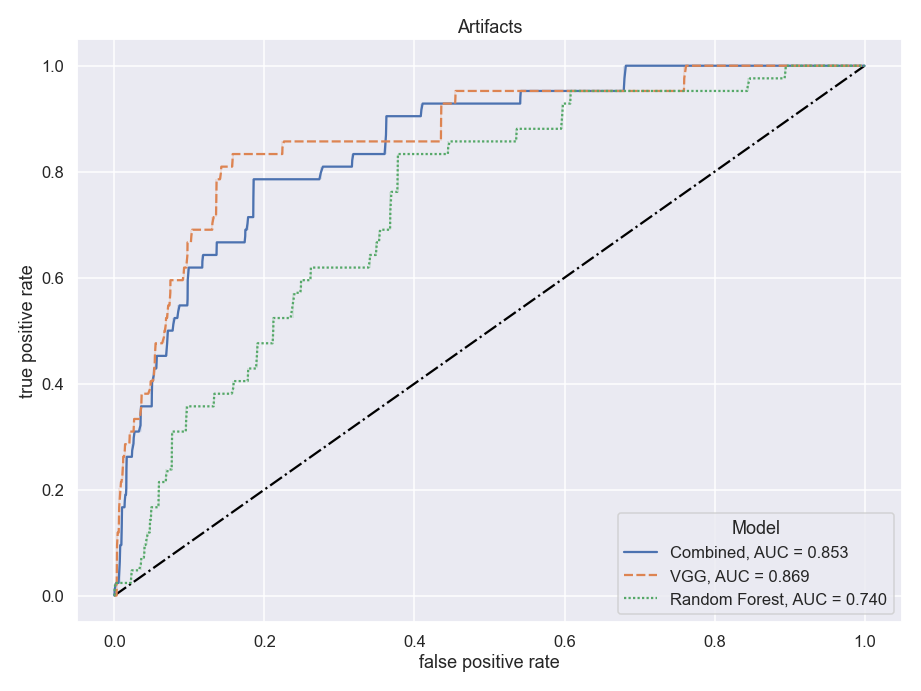 Artifacts
true positive rate
1.0
0.8
0.6
0.4
0.2
0.0
0.0 0.2 0.4 0.6 0.8 1.0
false positive rate
Model
Combined, AUC = 0.853
VGG, AUC = 0.869
Random Forest, AUC = 0.740